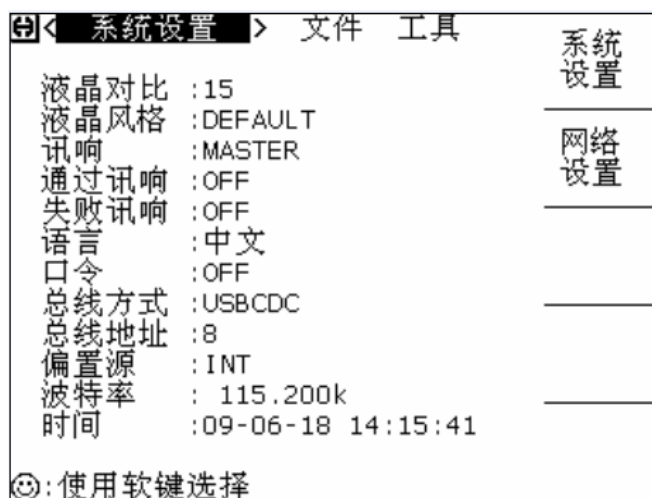 < 系统设置 > 文件 工具
系统
设置
网络
设置
液晶对比 :15
液晶风格 :DEFAULT
讯响 :MASTER
通过讯响 :OFF
失败讯响 :OFF
语言 :中文
口令 :OFF
总线方式 :USBCDC
总线地址 :8
偏置源 :INT
波特率 : 115.200k
时间 :09-06-18 14:15:41
:使用软键选择